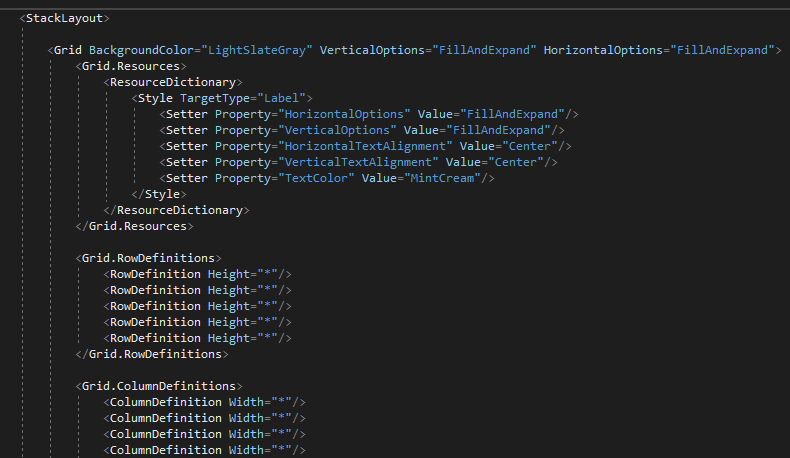 <StackLayout>
<Grid BackgroundColor="LightSlateGray" VerticalOptions="FillAndExpand" HorizontalOptions="FillAndExpand">
<Grid.Resources>
<ResourceDictionary>
<Style TargetType="Label">
<Setter Property="HorizontalOptions" Value="FillAndExpand"/>
<Setter Property="VerticalOptions" Value="FillAndExpand"/>
<Setter Property="HorizontalTextAlignment" Value="Center"/>
<Setter Property="VerticalTextAlignment" Value="Center"/>
<Setter Property="TextColor" Value="MintCream"/>
</Style>
</ResourceDictionary>
</Grid.Resources>
<Grid.RowDefinitions>
<RowDefinition Height="*"/>
<RowDefinition Height="*"/>
<RowDefinition Height="*"/>
<RowDefinition Height="*"/>
<RowDefinition Height="*"/>
</Grid.RowDefinitions>
<Grid.ColumnDefinitions>
<ColumnDefinition Width="*"/>
<ColumnDefinition Width="*"/>
<ColumnDefinition Width="*"/>
<ColumnDefinition Width="*"/>